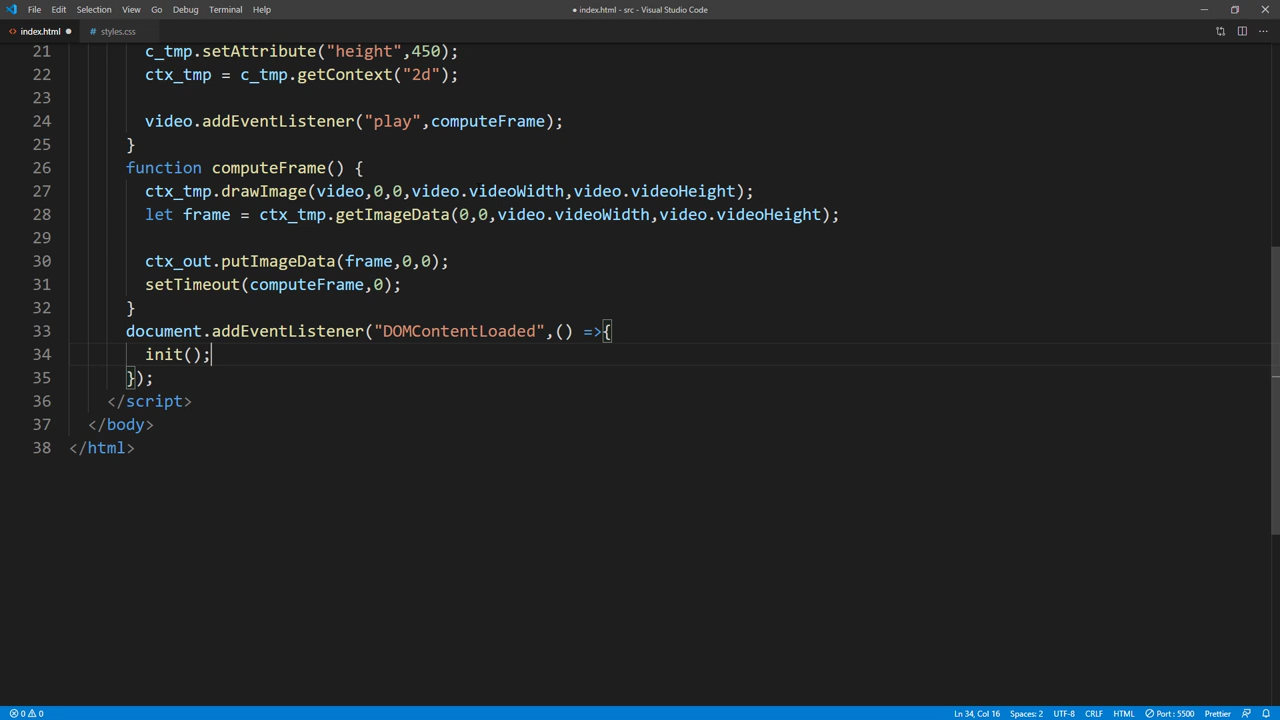 File Edit Selection View Go Debug Terminal Help
● index.html - src - Visual Studio Code
<> index.html ●
# styles.css
21 c_tmp.setAttribute("height",450);
22 ctx_tmp = c_tmp.getContext("2d");
23
24 video.addEventListener("play",computeFrame);
25 }
26 function computeFrame() {
27 ctx_tmp.drawImage(video,0,0,video.videoWidth,video.videoHeight);
28 let frame = ctx_tmp.getImageData(0,0,video.videoWidth,video.videoHeight);
29
30 ctx_out.putImageData(frame,0,0);
31 setTimeout(computeFrame,0);
32 }
33 document.addEventListener("DOMContentLoaded",() =>{
34 init();
35 });
36 </script>
37 </body>
38 </html>
0 0 Ln 34, Col 16 Spaces: 2 UTF-8 CRLF HTML Port : 5500 Prettier